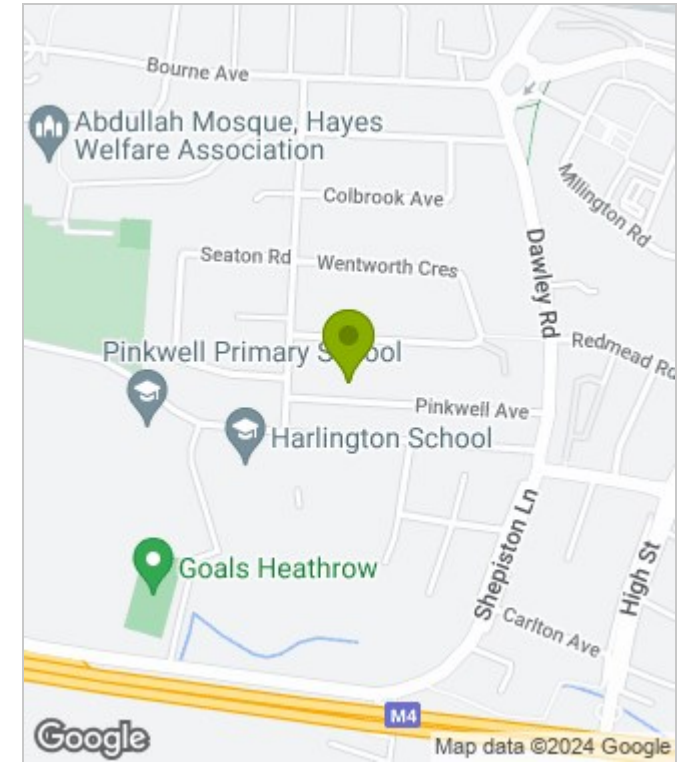 Bourne Ave
Abdullah Mosque, Hayes
Welfare Association
Colbrook Ave
Millington Rd
Seaton Rd
Wentworth Cres
Dawley Rd
Redmead Rd
Pinkwell Primary S ool
Pinkwell Ave
Harlington School
Shepiston Ln
High St
Goals Heathrow
Carlton Ave
M4
Google
Map data ©2024 Google